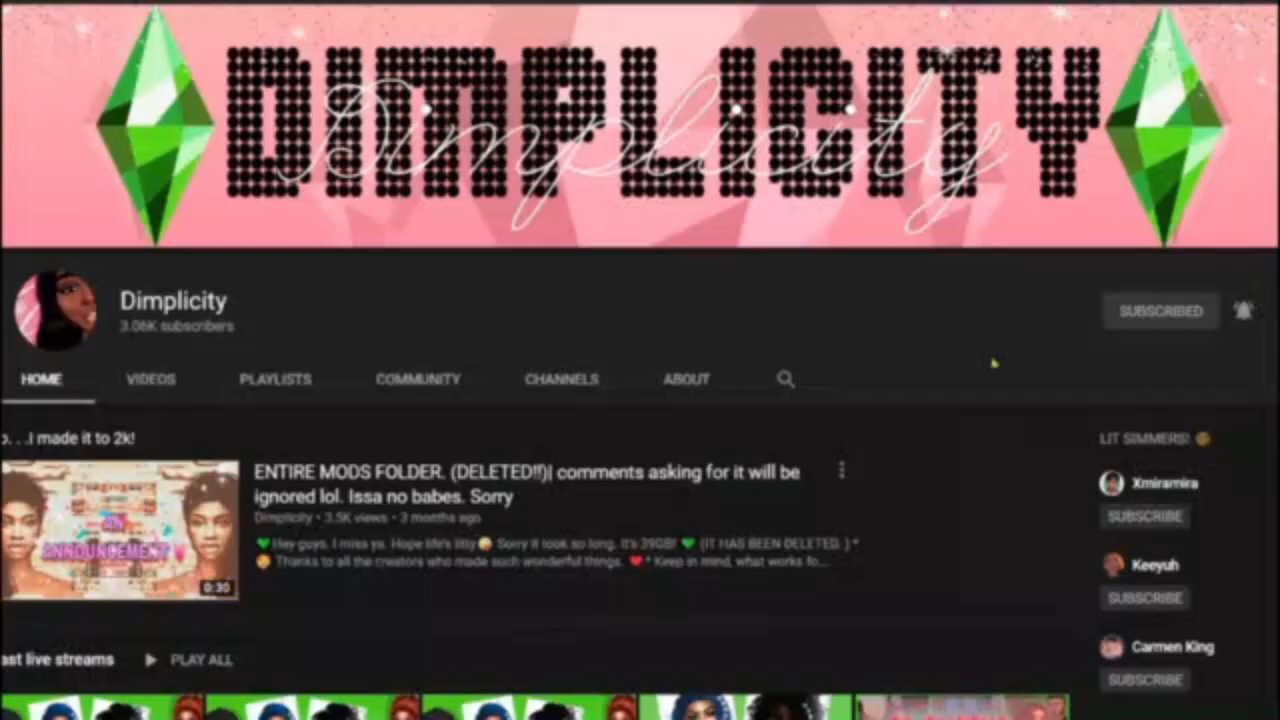 DIMPLICITY
Dimplicity
Dimplicity
3.06K subscribers
SUBSCRIBED
HOME
VIDEOS
PLAYLISTS
COMMUNITY
CHANNELS
ABOUT
. . .i made it to 2k!
AN
ANNOUNCEMENT
0:30
ENTIRE MODS FOLDER. (DELETED!!)| comments asking for it will be
ignored lol. Issa no babes. Sorry
Dimplicity • 3.5K views • 3 months ago
Hey guys. I miss ya. Hope life's litty Sorry it took so long. It's 39GB! (IT HAS BEEN DELETED. ) *
Thanks to all the creators who made such wonderful things. * Keep in mind, what works fo...
LIT SIMMERS!
Xmiramira
SUBSCRIBE
Keeyuh
SUBSCRIBE
Carmen King
SUBSCRIBE
ast live streams
PLAY ALL